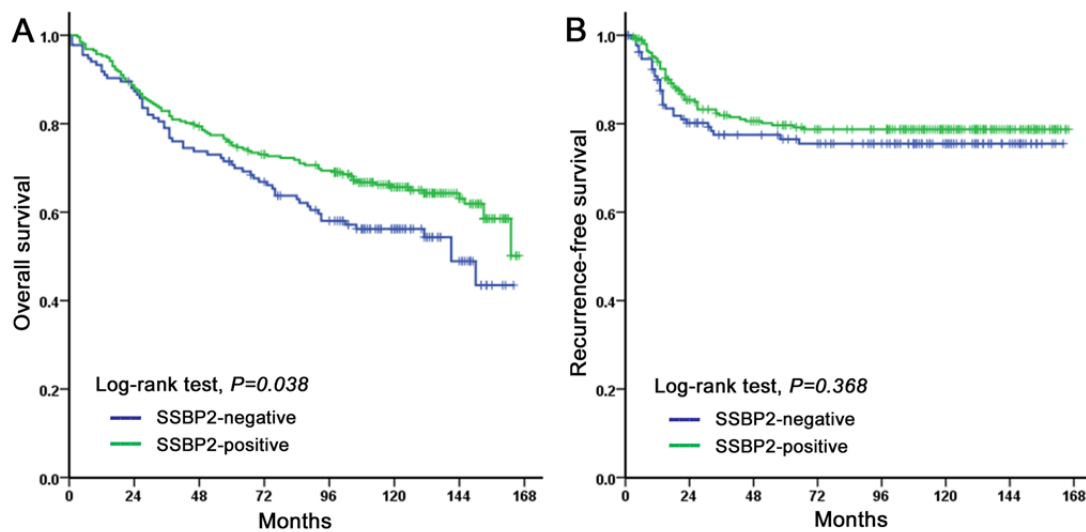 A
Overall survival
1.0
0.8
0.6
0.4
0.2
0.0
Log-rank test, P=0.038
SSBP2-negative
SSBP2-positive
0 24 48 72 96 120 144 168
Months
B
Recurrence-free survival
1.0
0.8
0.6
0.4
0.2
0.0
Log-rank test, P=0.368
SSBP2-negative
SSBP2-positive
0 24 48 72 96 120 144 168
Months